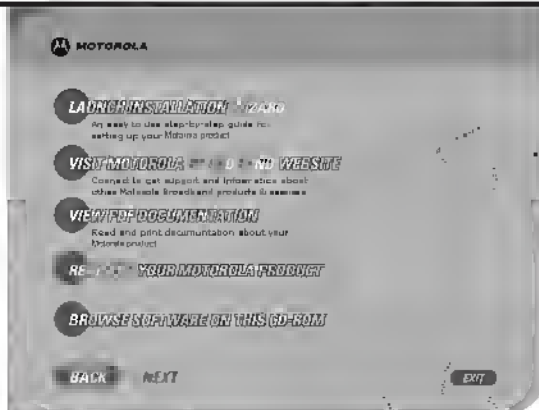 MOTOROLA
LAUNCH INSTALLATION
An easy to use step-by-step guide for
setting up your Motorola product
VISIT MOTOROLA WEBSITE
Connect to get support and information about
other Motorola Broadband products & services
VIEW PDF DOCUMENTATION
Read and print documentation about your
Motorola product
YOUR MOTOROLA PRODUCT
BROWSE SOFTWARE ON THIS CD-ROM
BACK NEXT EXIT